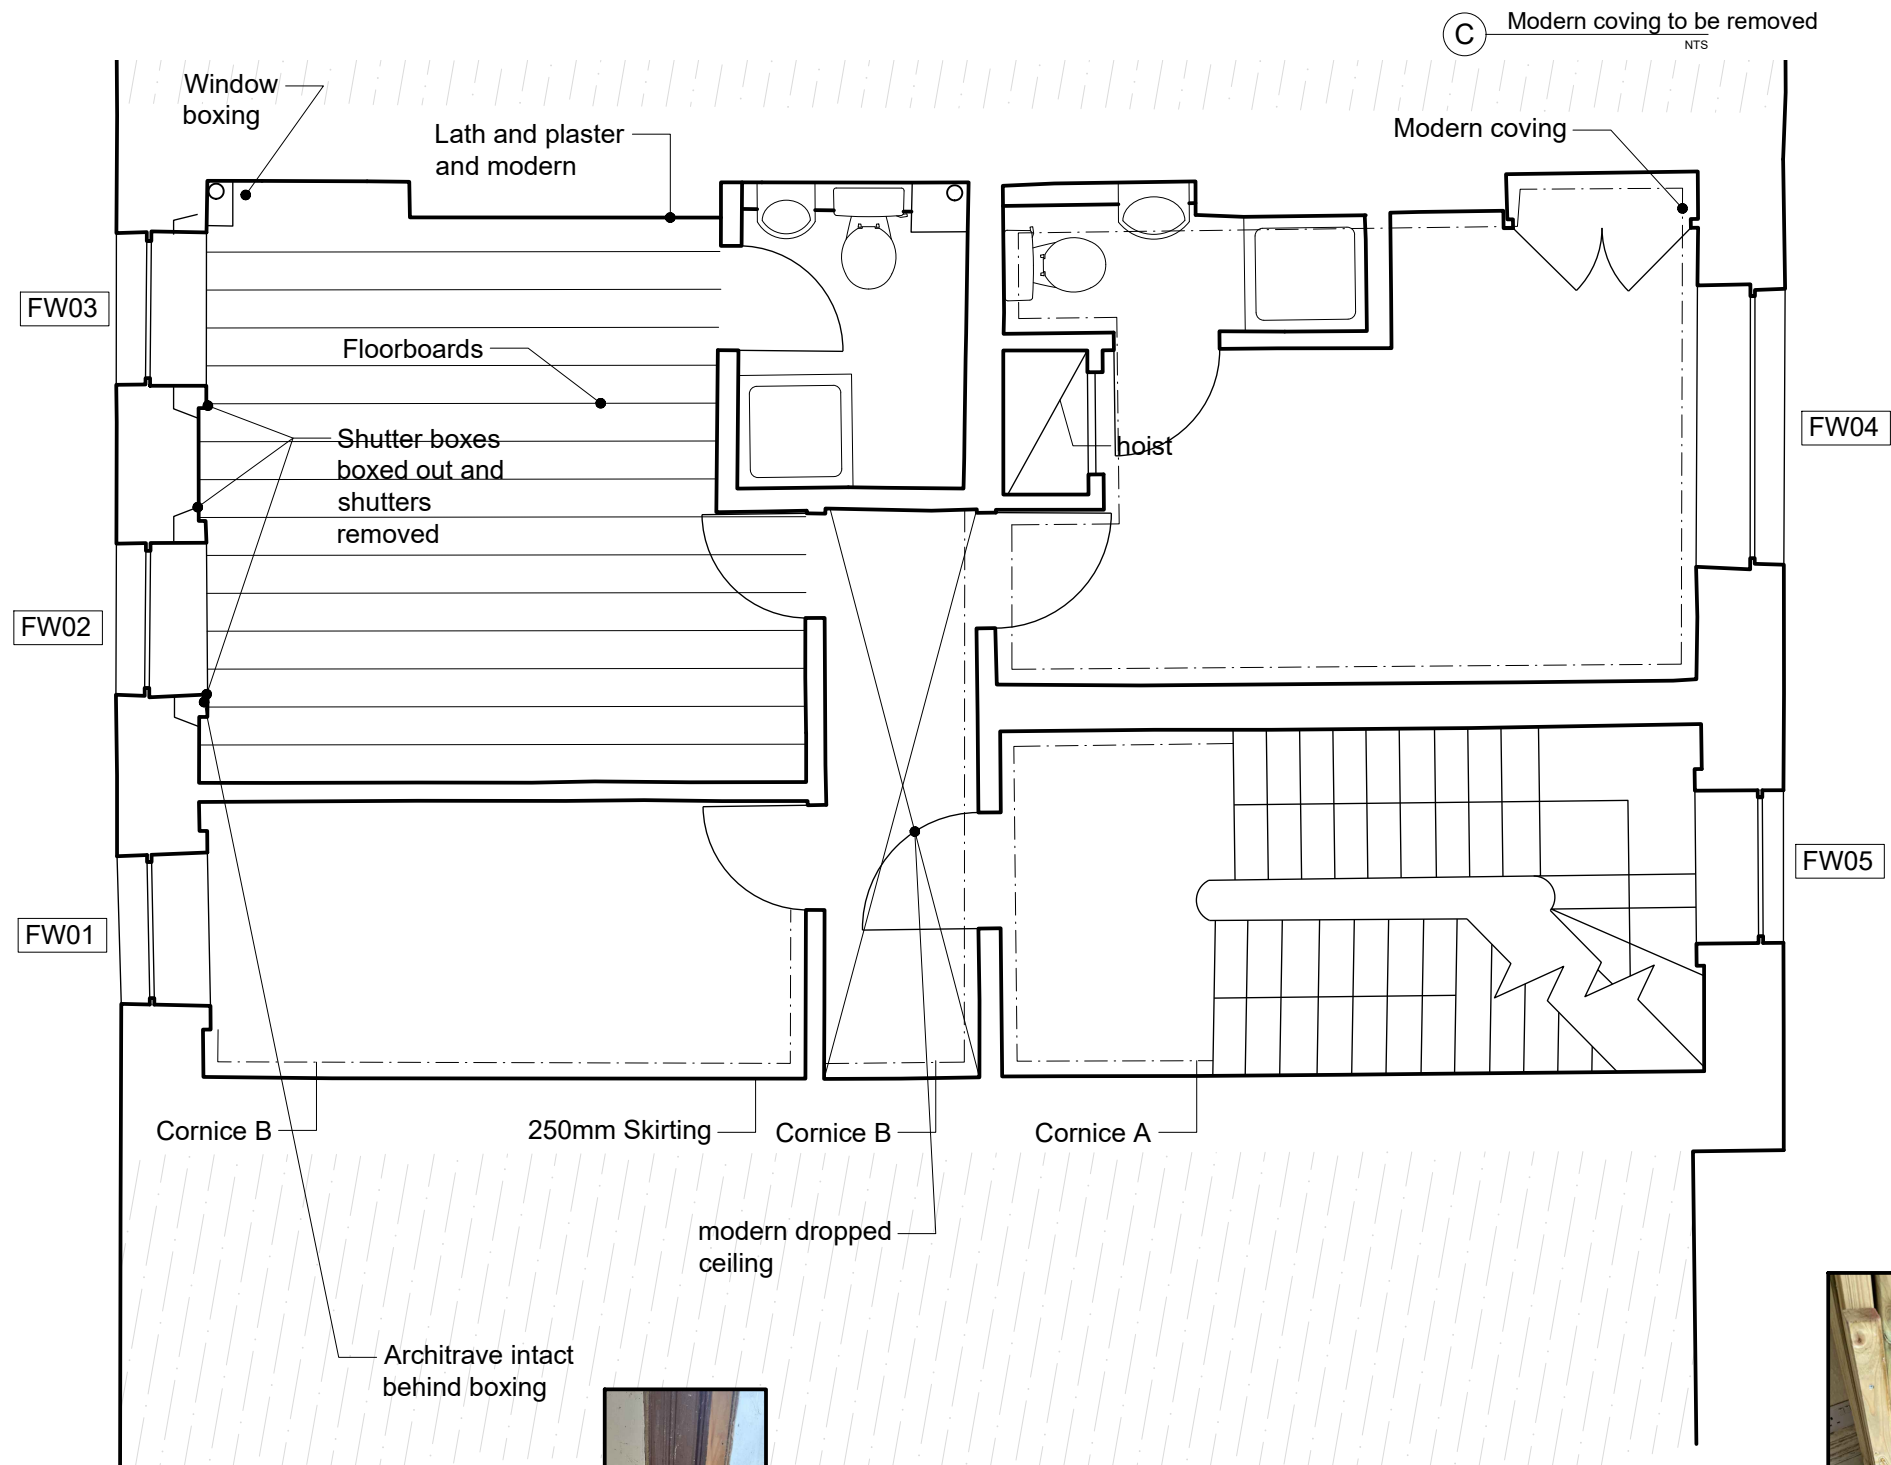 C
Modern coving to be removed
NTS
Window
boxing
Lath and plaster
and modern
Modern coving
FW03
Floorboards
FW04
Shutter boxes
boxed out and
shutters
removed
hoist
FW02
FW05
FW01
Cornice B
250mm Skirting
Cornice B
Cornice A
modern dropped
ceiling
Architrave intact
behind boxing